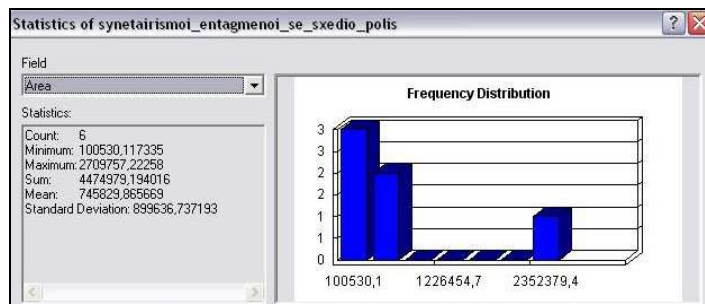 Statistics of synetairismoi_entagmenoi_se_sxedio_polis
Field
Area
Statistics:
Count: 6
Minimum: 100530,117335
Maximum: 2709757,22258
Sum: 4474979,194016
Mean: 745829,865669
Standard Deviation: 899636,737193
Frequency Distribution
3
3
2
2
1
1
0
100530,1 1226454,7 2352379,4